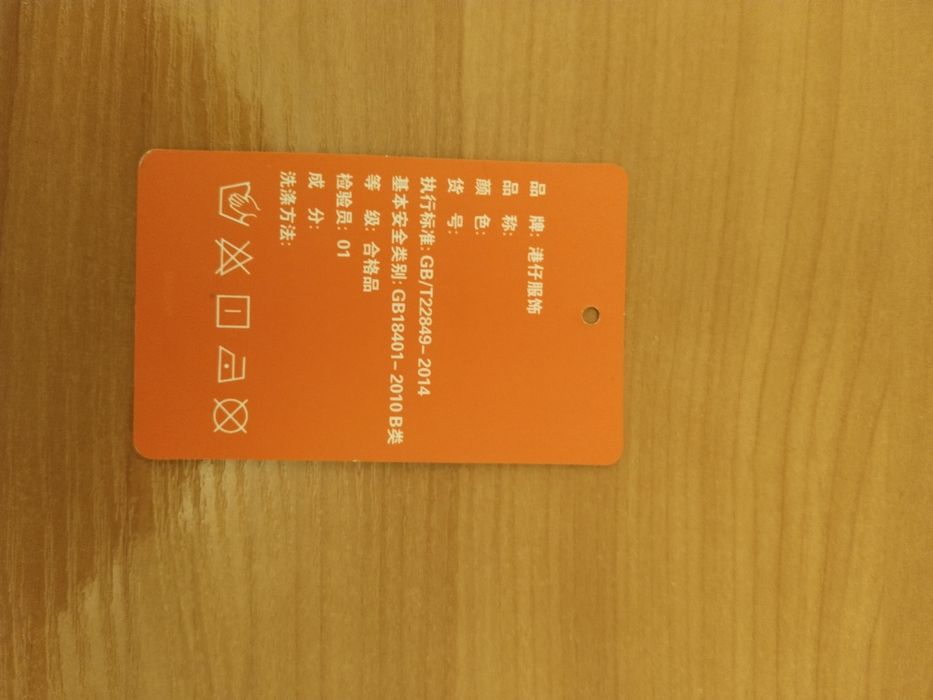 品 牌: 港仔服饰
品 称:
颜 色:
货 号:
执行标准: GB/T22849-2014
基本安全类别: GB18401-2010 B类
等 级: 合格品
检验员: 01
成 分:
洗涤方法: